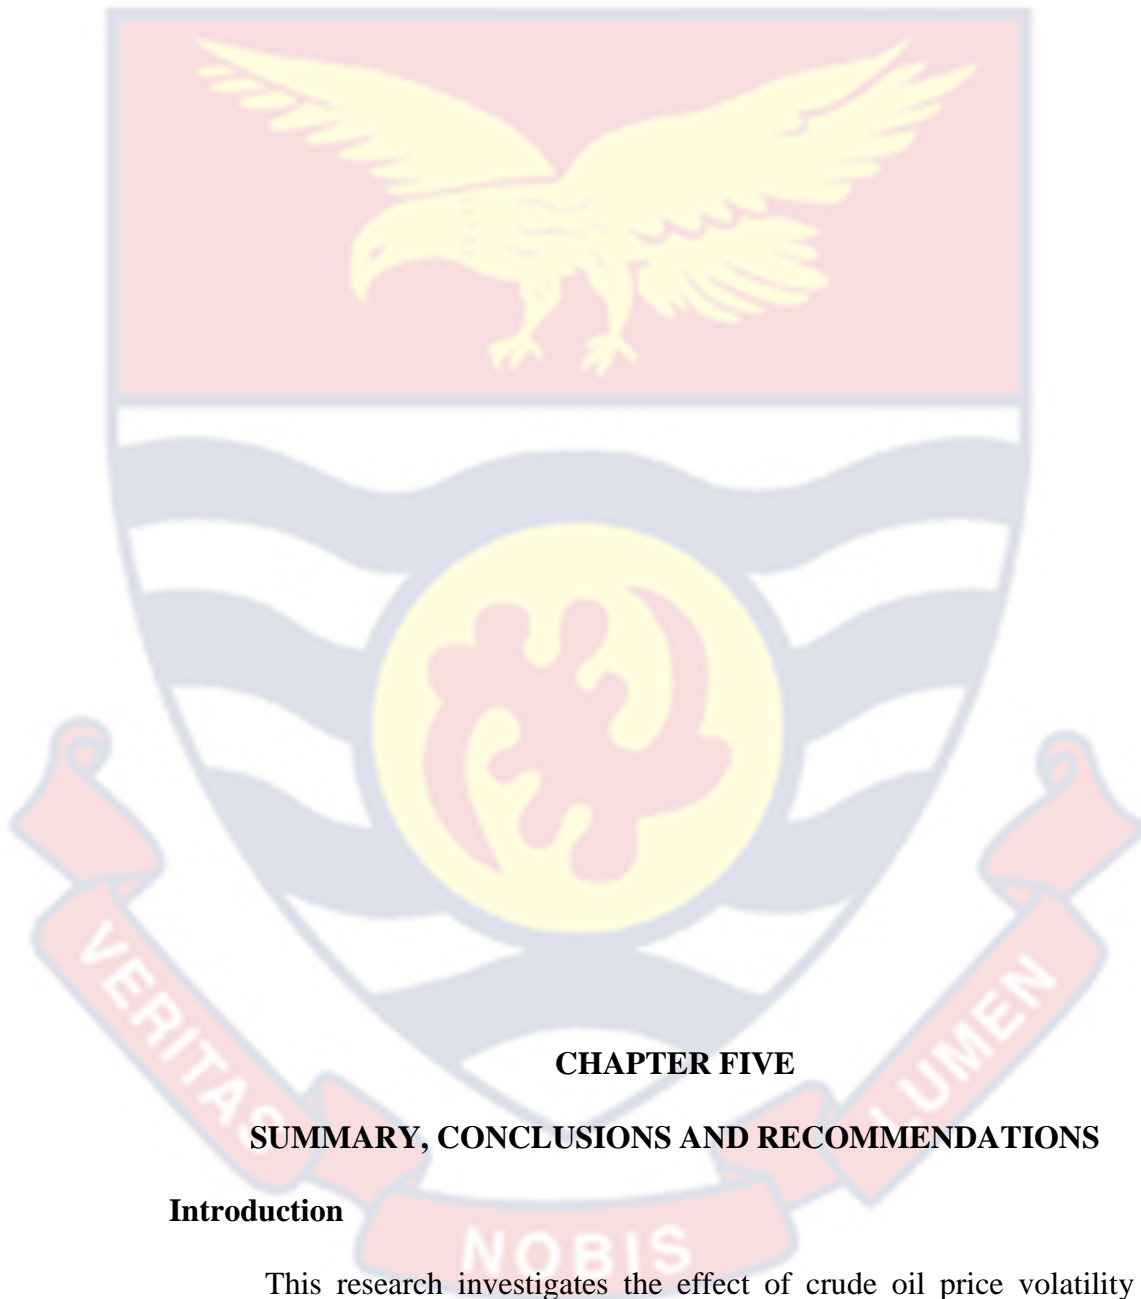 VERITAS
NOBIS
LUMEN
CHAPTER FIVE
SUMMARY, CONCLUSIONS AND RECOMMENDATIONS
Introduction
This research investigates the effect of crude oil price volatility